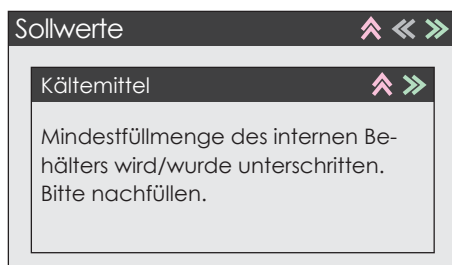 Sollwerte
Kältemittel
Mindestfüllmenge des internen Be-
hälters wird/wurde unterschritten.
Bitte nachfüllen.